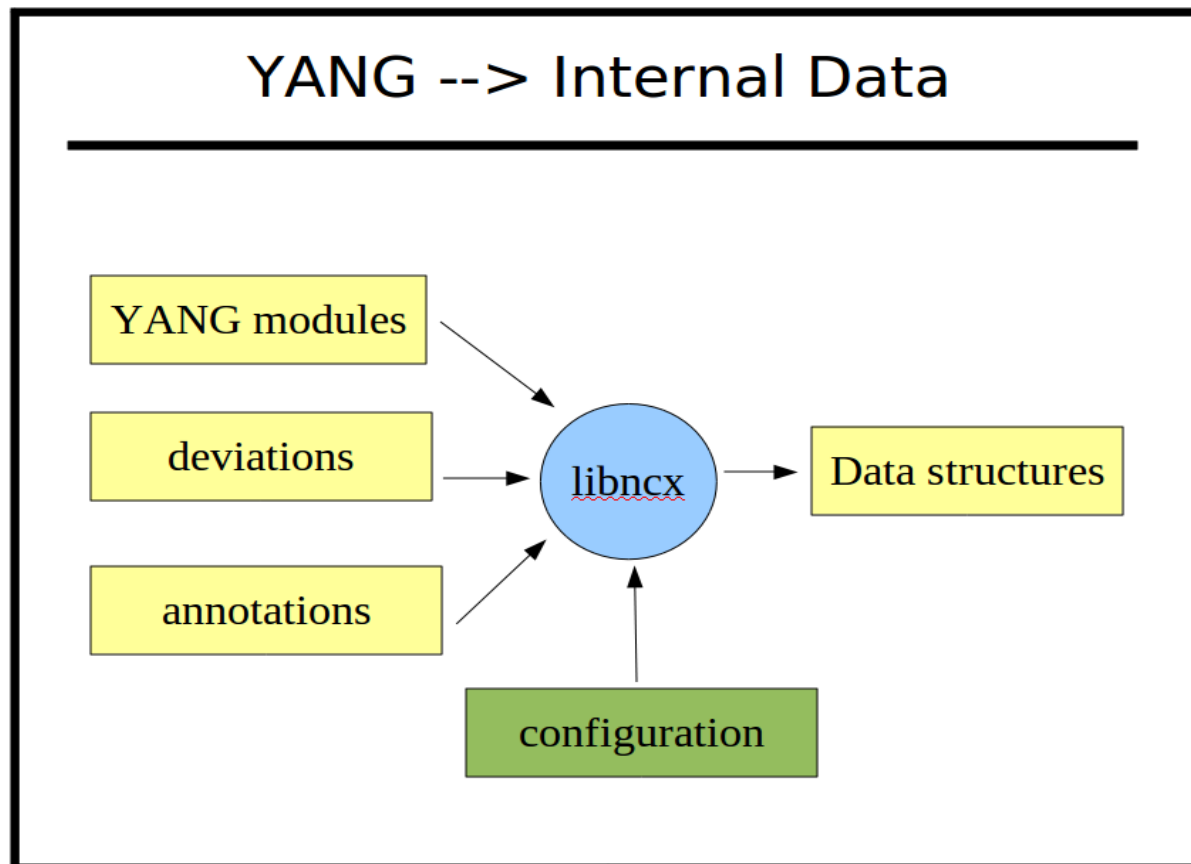 YANG --> Internal Data
YANG modules
deviations
annotations
libncx
Data structures
configuration